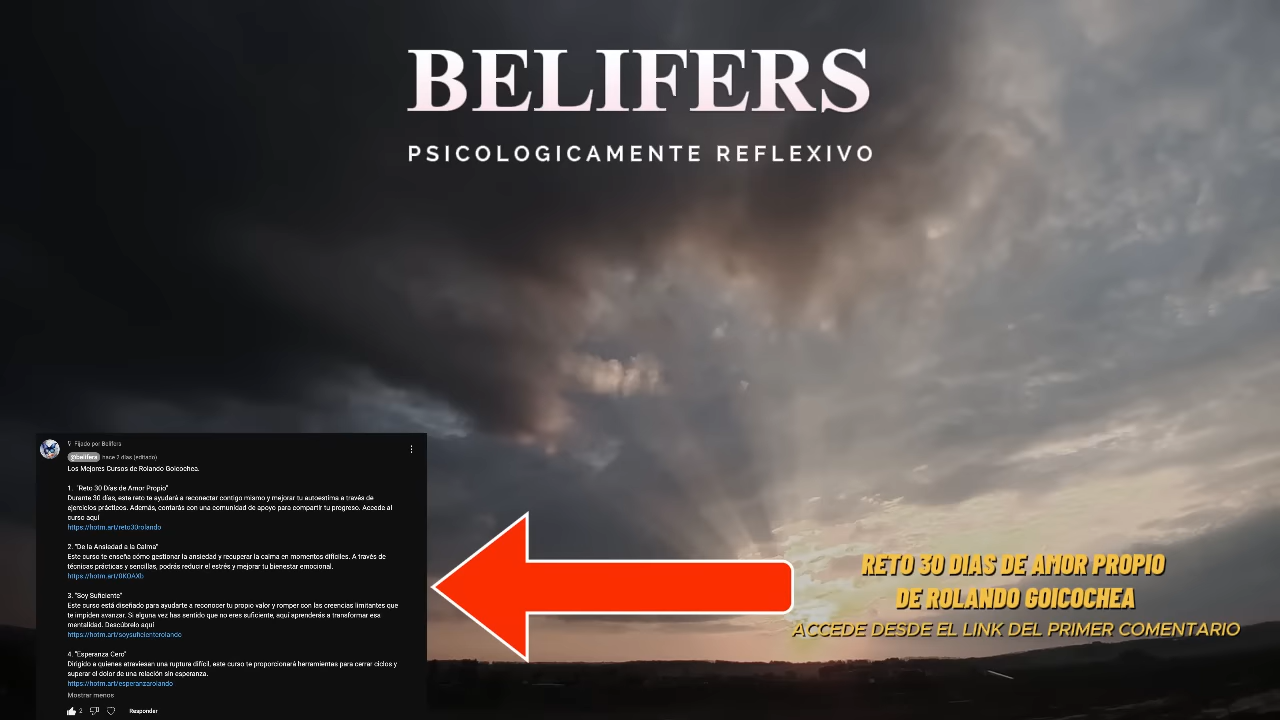 BELIFERS
PSICOLOGICAMENTE REFLEXIVO
Fijado por Belifers
@belifers hace 2 días (editado)
Los Mejores Cursos de Rolando Goicochea.
1. "Reto 30 Días de Amor Propio"
Durante 30 días, este reto te ayudará a reconectar contigo mismo y mejorar tu autoestima a través de
ejercicios prácticos. Además, contarás con una comunidad de apoyo para compartir tu progreso. Accede al
curso aquí
https://hotm.art/reto30rolando
2. "De la Ansiedad a la Calma"
Este curso te enseña cómo gestionar la ansiedad y recuperar la calma en momentos difíciles. A través de
técnicas prácticas y sencillas, podrás reducir el estrés y mejorar tu bienestar emocional.
https://hotm.art/0KOAXb
3. "Soy Suficiente"
Este curso está diseñado para ayudarte a reconocer tu propio valor y romper con las creencias limitantes que
te impiden avanzar. Si alguna vez has sentido que no eres suficiente, aquí aprenderás a transformar esa
mentalidad. Descúbrelo aquí
https://hotm.art/soysuficienterolando
4. "Esperanza Cero"
Dirigido a quienes atraviesan una ruptura difícil, este curso te proporcionará herramientas para cerrar ciclos y
superar el dolor de una relación sin esperanza.
https://hotm.art/esperanzarolando
Mostrar menos
2 Responder
RETO 30 DIAS DE AMOR PROPIO
DE ROLANDO GOICOCHEA
ACCEDE DESDE EL LINK DEL PRIMER COMENTARIO